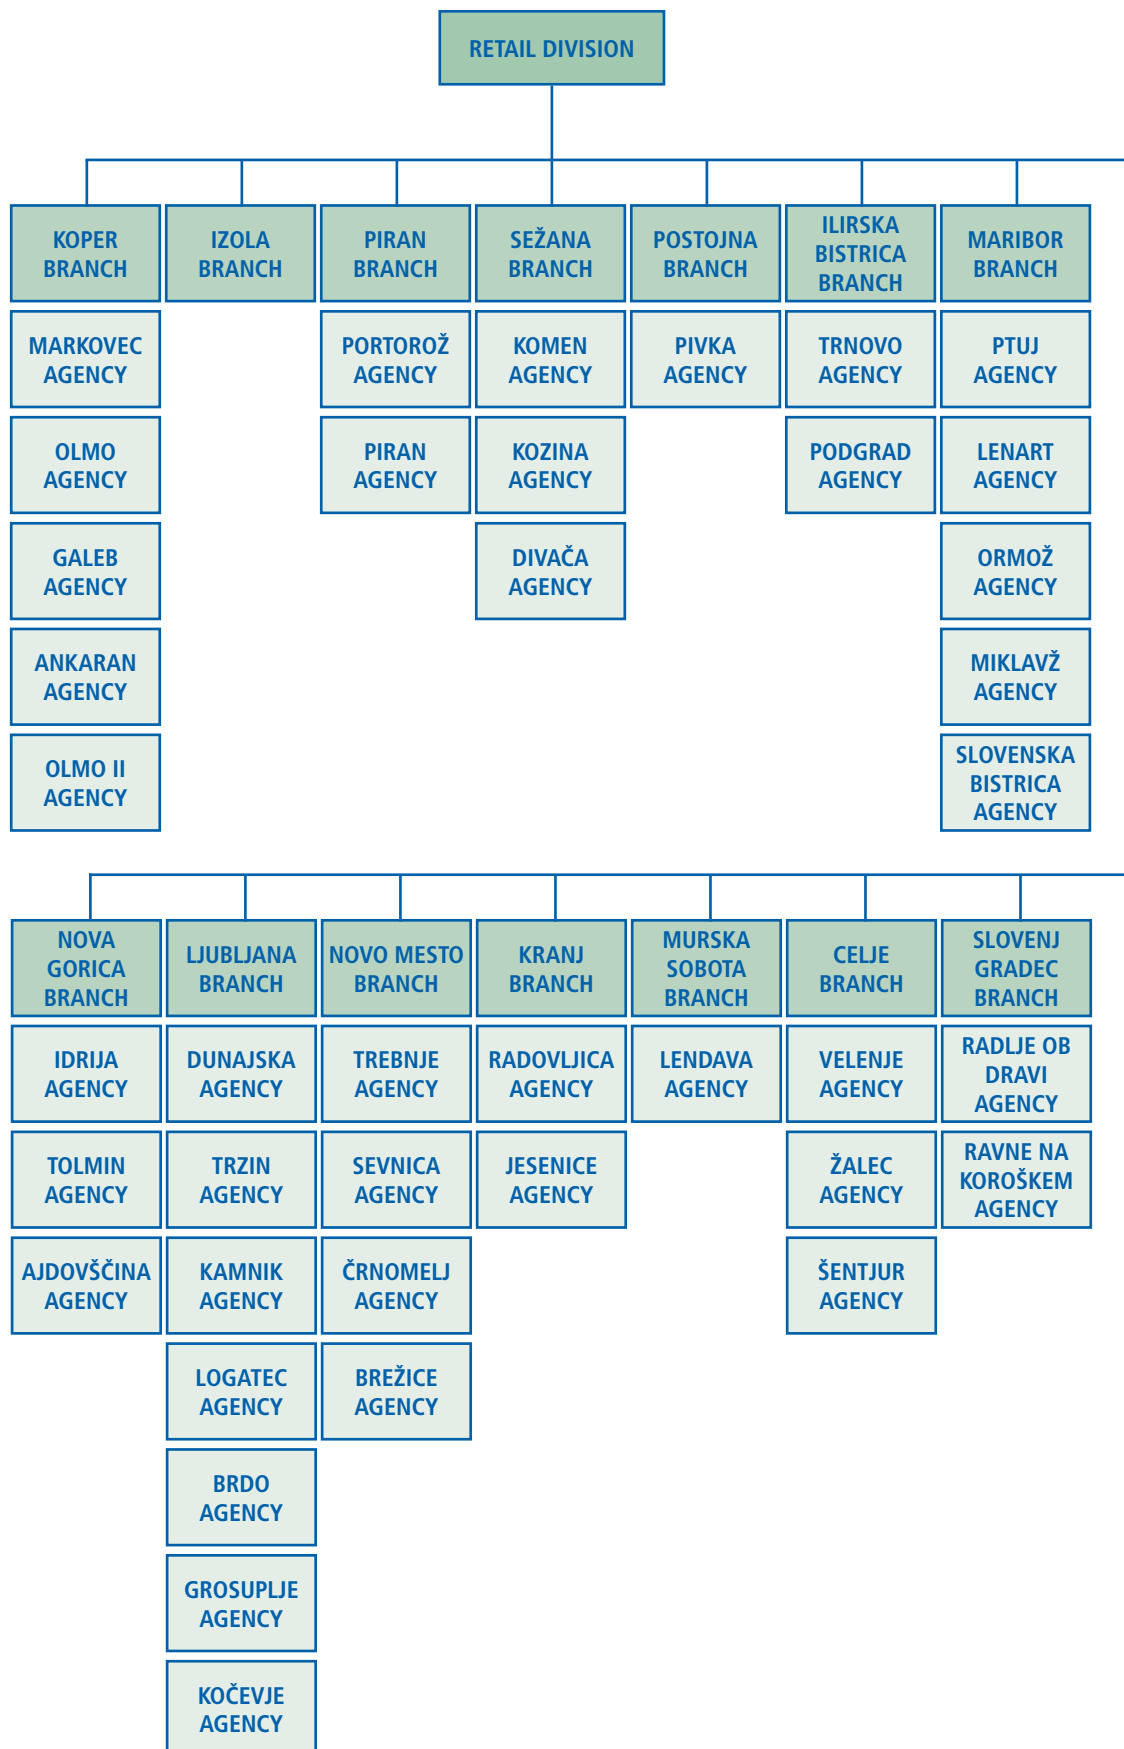 RETAIL DIVISION
KOPER
BRANCH
MARKOVEC
AGENCY
OLMO
AGENCY
GALEB
AGENCY
ANKARAN
AGENCY
OLMO II
AGENCY
IZOLA
BRANCH
PIRAN
BRANCH
PORTOROŽ
AGENCY
PIRAN
AGENCY
SEŽANA
BRANCH
KOMEN
AGENCY
KOZINA
AGENCY
DIVAČA
AGENCY
POSTOJNA
BRANCH
PIVKA
AGENCY
ILIRSKA
BISTRICA
BRANCH
TRNOVO
AGENCY
PODGRAD
AGENCY
MARIBOR
BRANCH
PTUJ
AGENCY
LENART
AGENCY
ORMOŽ
AGENCY
MIKLAVŽ
AGENCY
SLOVENSKA
BISTRICA
AGENCY
NOVA
GORICA
BRANCH
IDRIJA
AGENCY
TOLMIN
AGENCY
AJDOVŠČINA
AGENCY
LJUBLJANA
BRANCH
DUNAJSKA
AGENCY
TRZIN
AGENCY
KAMNIK
AGENCY
LOGATEC
AGENCY
BRDO
AGENCY
GROSUPLJE
AGENCY
KOČEVJE
AGENCY
NOVO MESTO
BRANCH
TREBNJE
AGENCY
SEVNICA
AGENCY
ČRNOMELJ
AGENCY
BREŽICE
AGENCY
KRANJ
BRANCH
RADOVLJICA
AGENCY
JESENICE
AGENCY
MURSKA
SOBOTA
BRANCH
LENDAVA
AGENCY
CELJE
BRANCH
VELENJE
AGENCY
ŽALEC
AGENCY
ŠENTJUR
AGENCY
SLOVENJ
GRADEC
BRANCH
RADLJE OB
DRAVI
AGENCY
RAVNE NA
KOROŠKEM
AGENCY